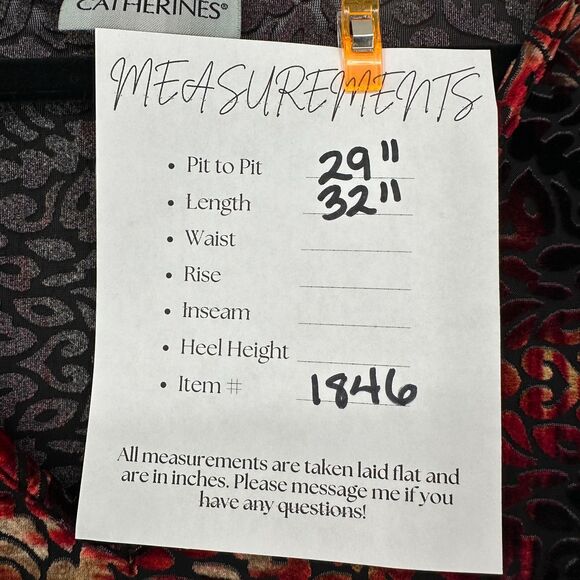 CATHERINES®
MEASUREMENTS
• Pit to Pit 29"
• Length 32"
• Waist
• Rise
• Inseam
• Heel Height
• Item # 1846
All measurements are taken laid flat and
are in inches. Please message me if you
have any questions!